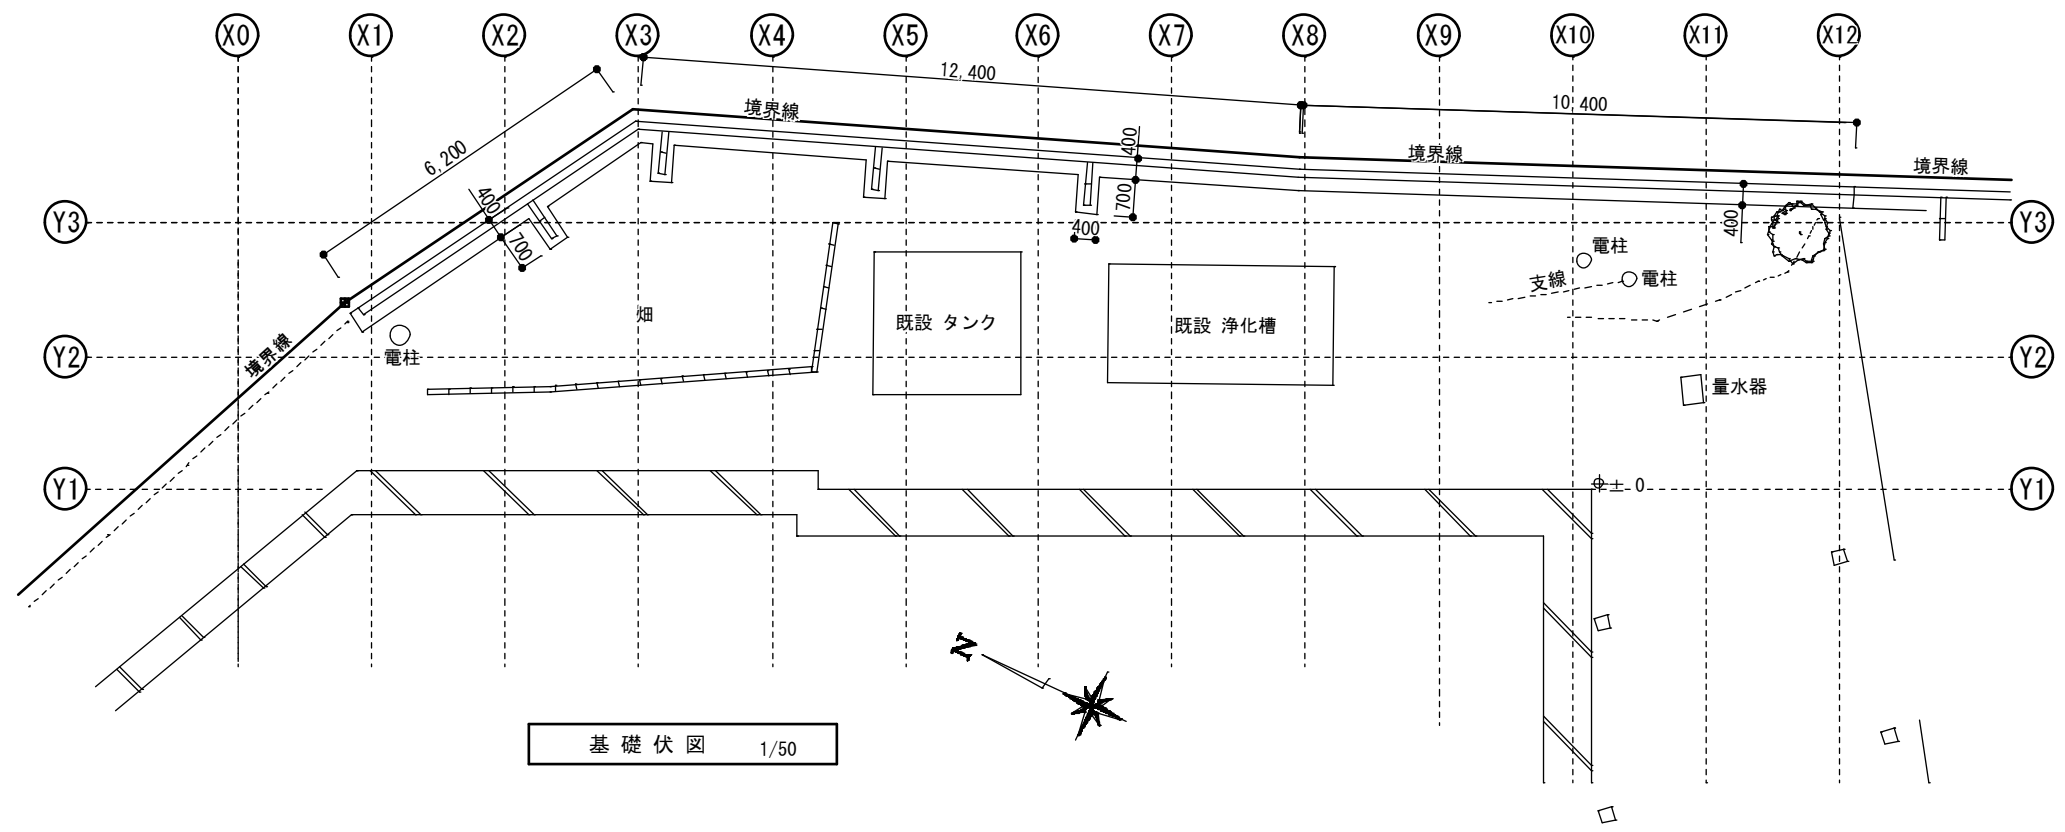 X0 X1 X2 X3 X4 X5 X6 X7 X8 X9 X10 X11 X12
12,400
10,400
境界線
6,200
400
境界線
境界線
400
700
Y3
700
400
400
Y3
電柱
支線
電柱
畑
既設 タンク
既設 浄化槽
電柱
境界線
Y2
Y2
量水器
Y1
± 0
Y1
N
基礎伏図 1/50